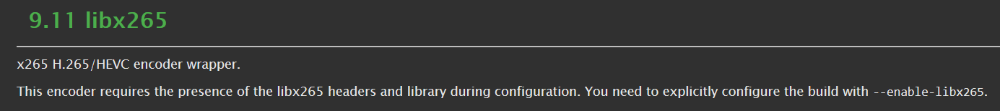 9.11 libx265
x265 H.265/HEVC encoder wrapper.
This encoder requires the presence of the libx265 headers and library during configuration. You need to explicitly configure the build with --enable-libx265.